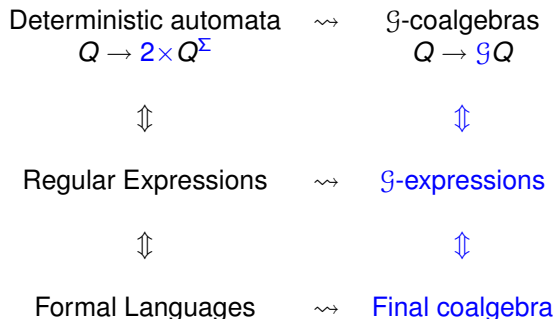 Deterministic automata ⇝ 𝒢-coalgebras
Q → 2×Q^Σ Q → 𝒢Q
⇕ ⇕
Regular Expressions ⇝ 𝒢-expressions
⇕ ⇕
Formal Languages ⇝ Final coalgebra